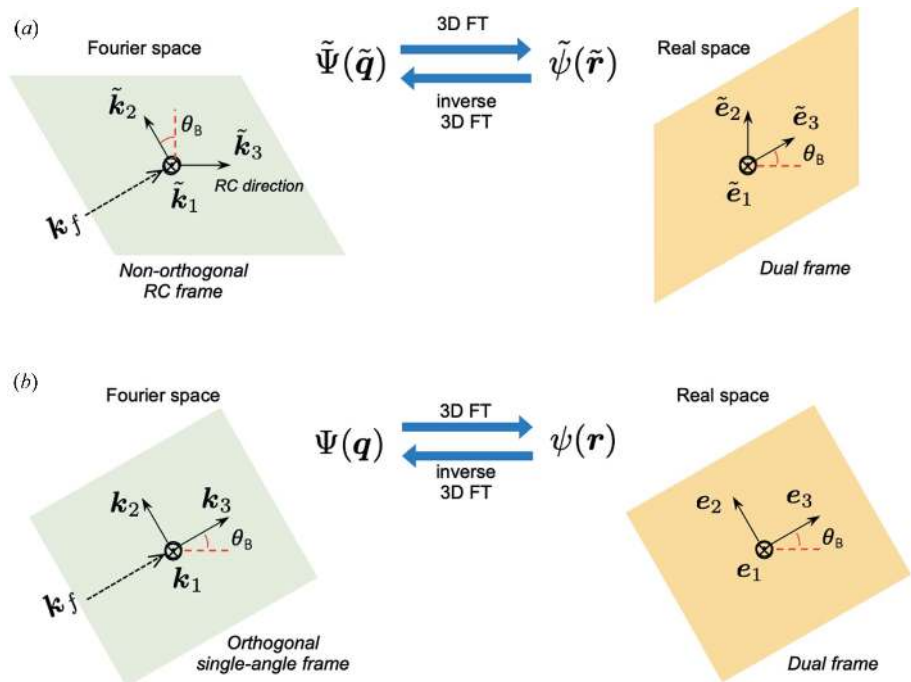 (a)
Fourier space
3D FT
Real space
Ψ̃(q̃)
ψ̃(r̃)
inverse
3D FT
k̃₂
θB
k̃₃
RC direction
k̃₁
kf
Non-orthogonal
RC frame
ẽ₂
ẽ₃
θB
ẽ₁
Dual frame
(b)
Fourier space
3D FT
Real space
Ψ(q)
ψ(r)
inverse
3D FT
k₂
k₃
θB
k₁
kf
Orthogonal
single-angle frame
e₂
e₃
θB
e₁
Dual frame